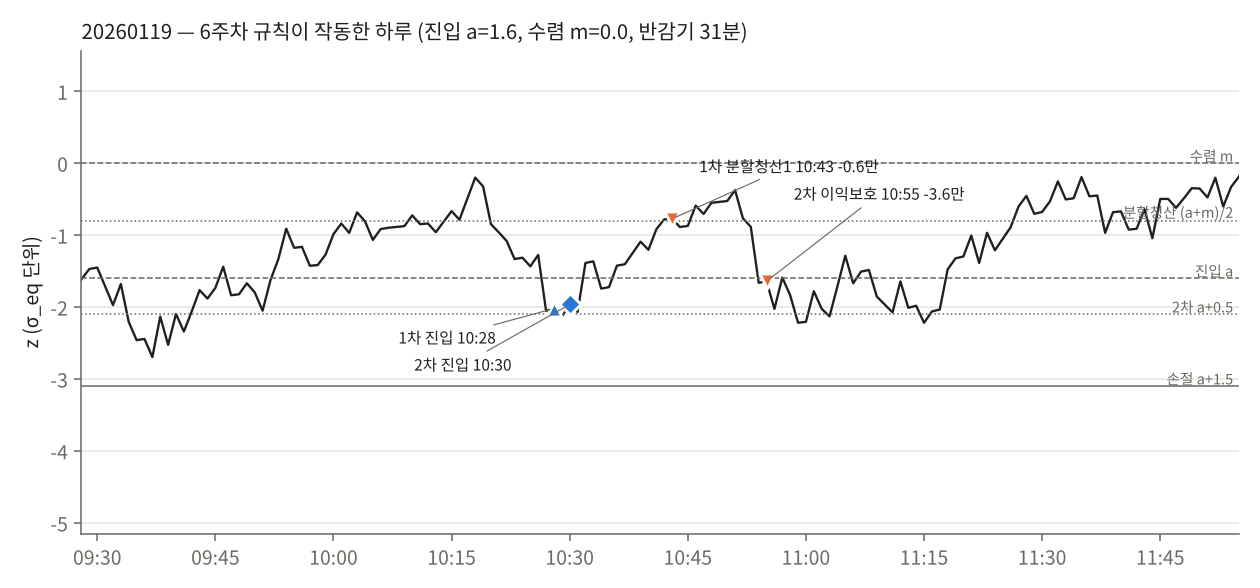 20260119 — 6주차 규칙이 작동한 하루 (진입 a=1.6, 수렴 m=0.0, 반감기 31분)
z (σ_eq 단위)
1
0
-1
-2
-3
-4
-5
수렴 m
1차 분할청산1 10:43 -0.6만
2차 이익보호 10:55 -3.6만
분할청산 (a+m)/2
진입 a
2차 a+0.5
1차 진입 10:28
2차 진입 10:30
손절 a+1.5
09:30 09:45 10:00 10:15 10:30 10:45 11:00 11:15 11:30 11:45